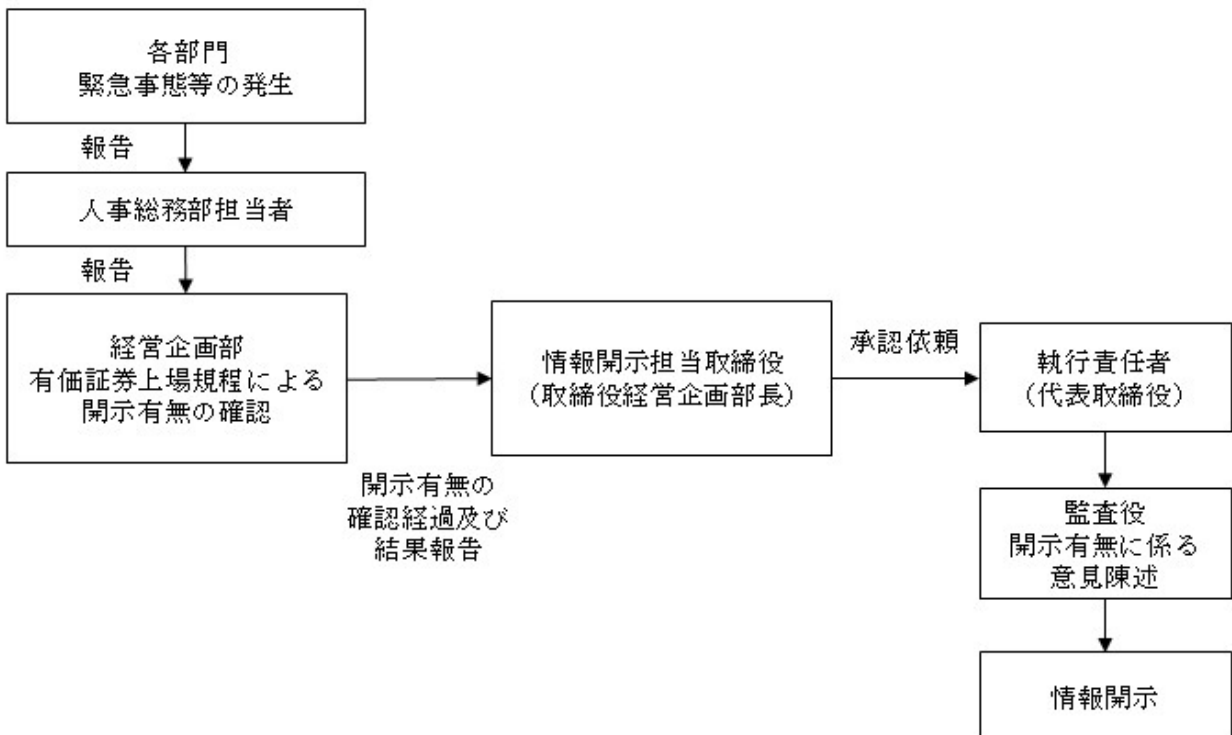 各部門
緊急事態等の発生
報告
人事総務部担当者
報告
経営企画部
有価証券上場規程による
開示有無の確認
開示有無の
確認経過及び
結果報告
情報開示担当取締役
(取締役経営企画部長)
承認依頼
執行責任者
(代表取締役)
監査役
開示有無に係る
意見陳述
情報開示